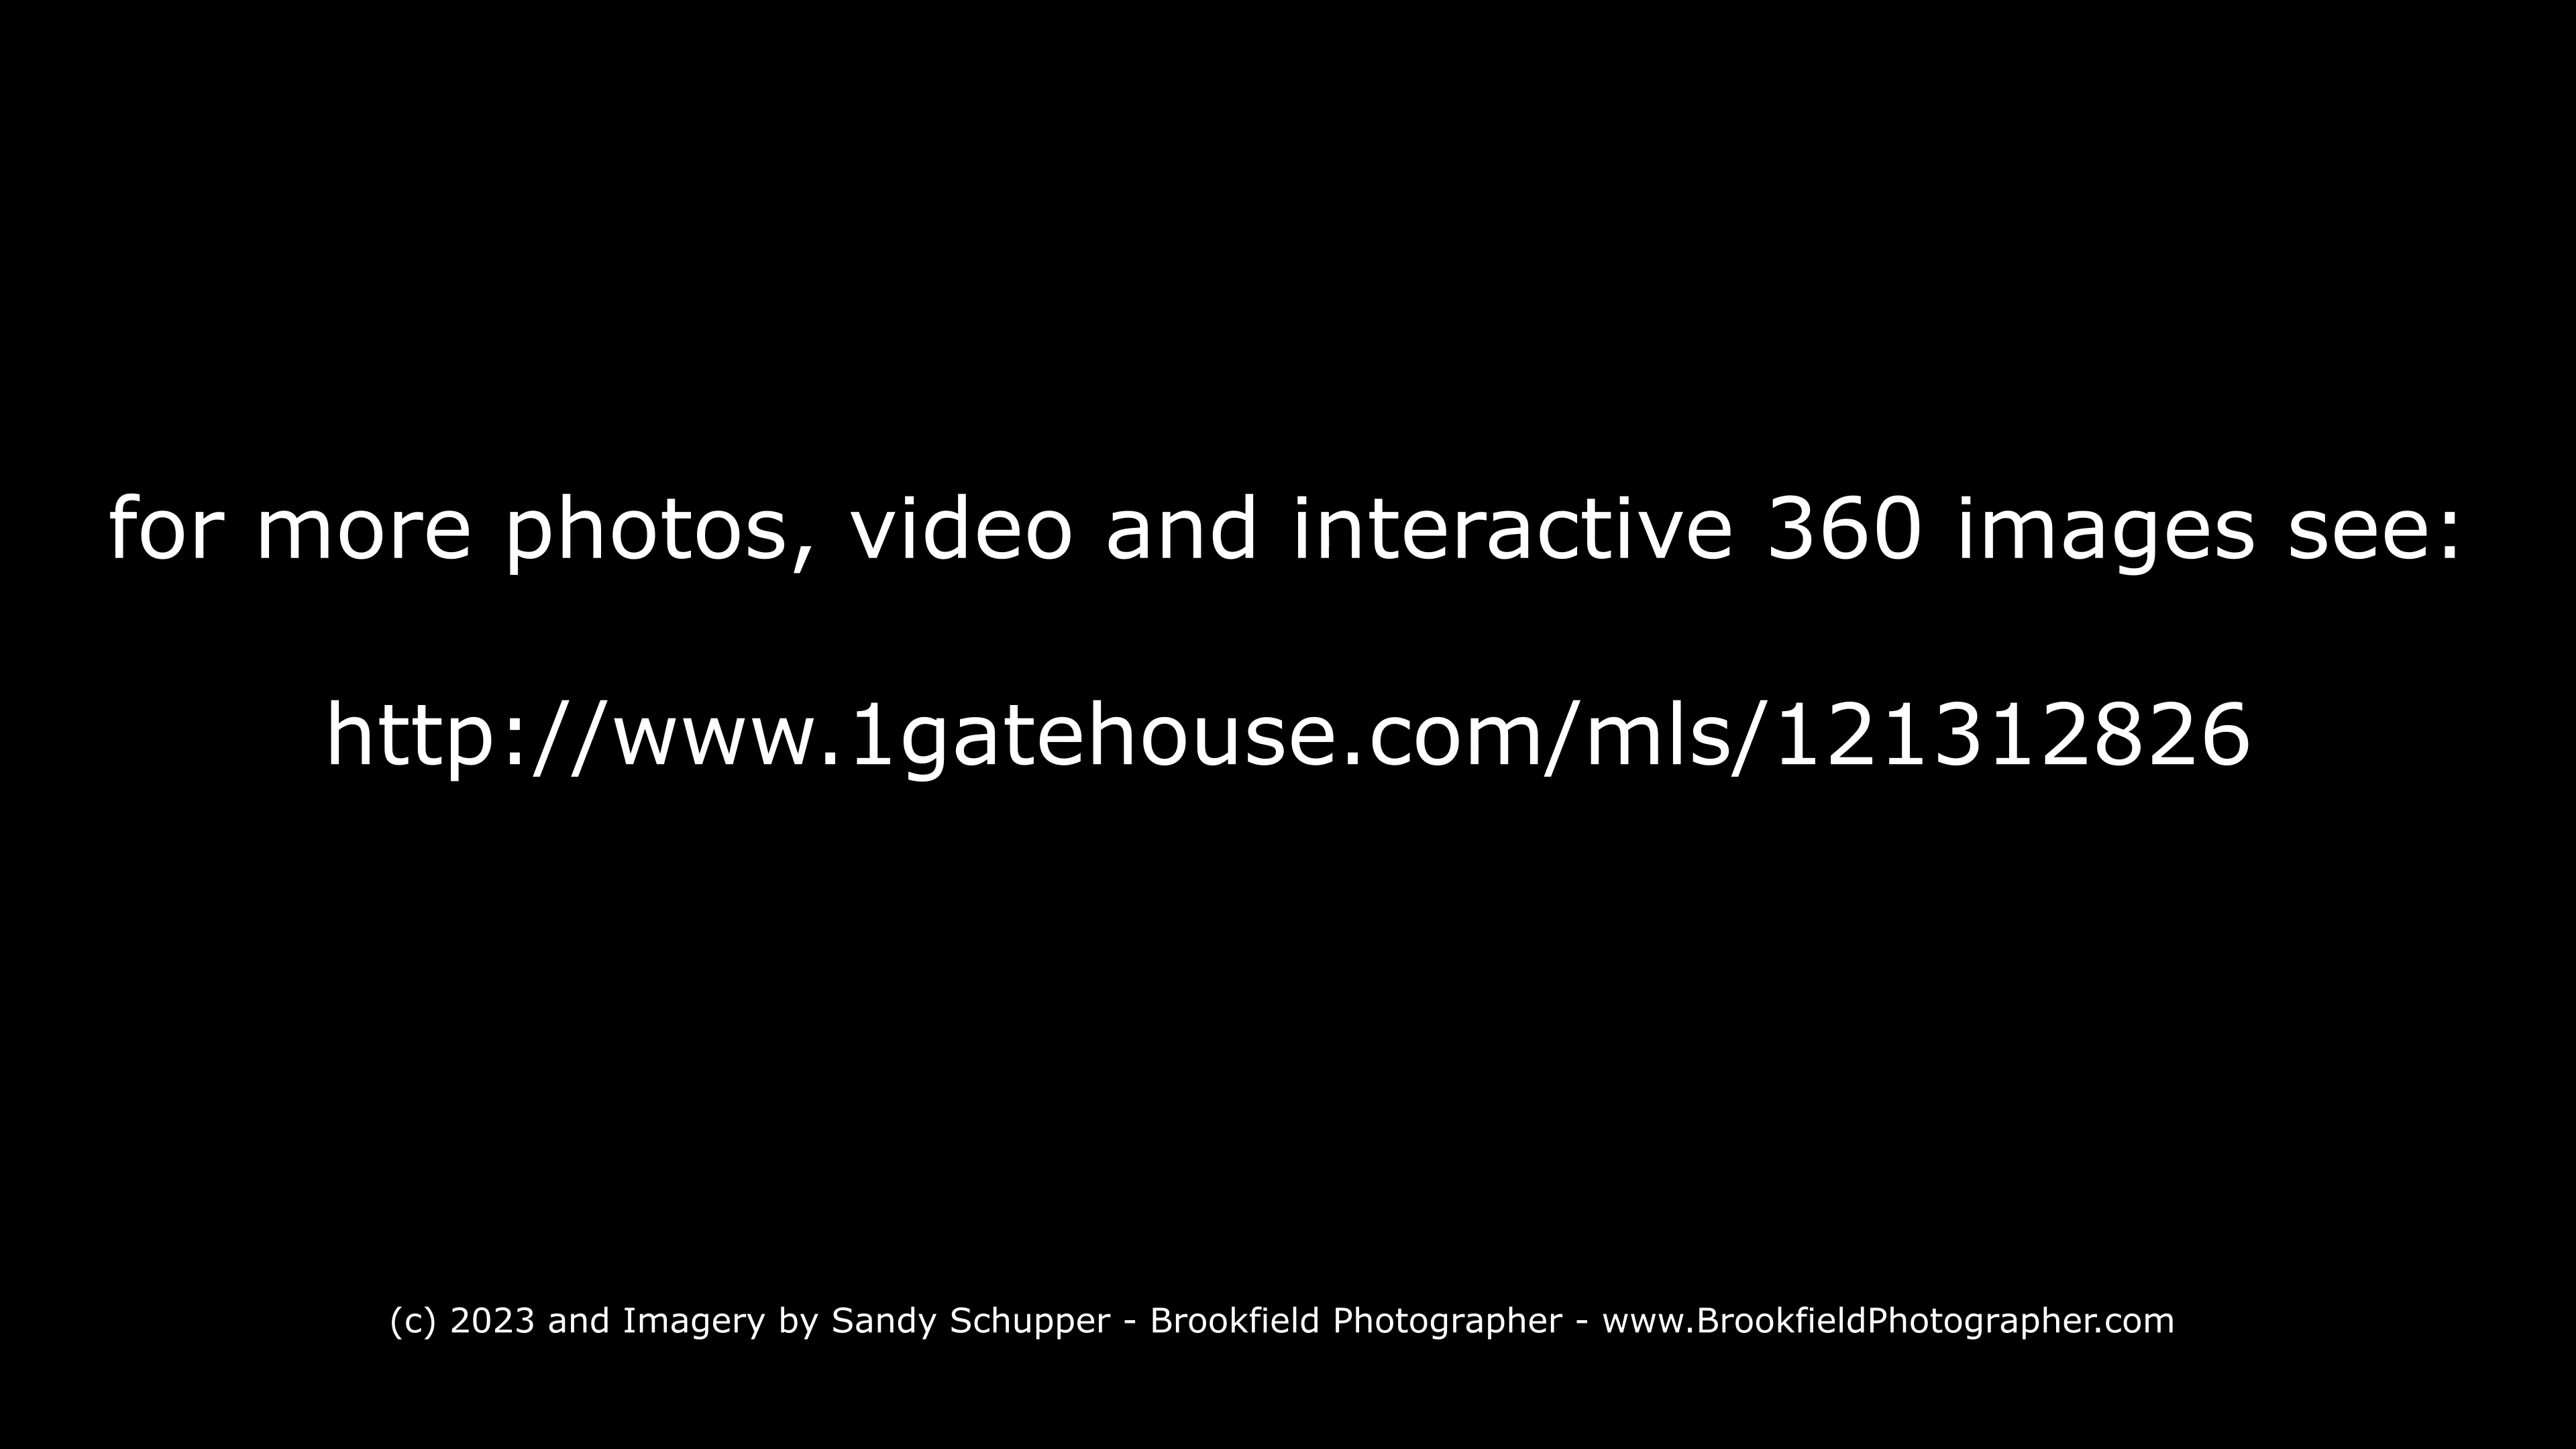 for more photos, video and interactive 360 images see:
http://www.1gatehouse.com/mls/121312826
(c) 2023 and Imagery by Sandy Schupper - Brookfield Photographer - www.BrookfieldPhotographer.com